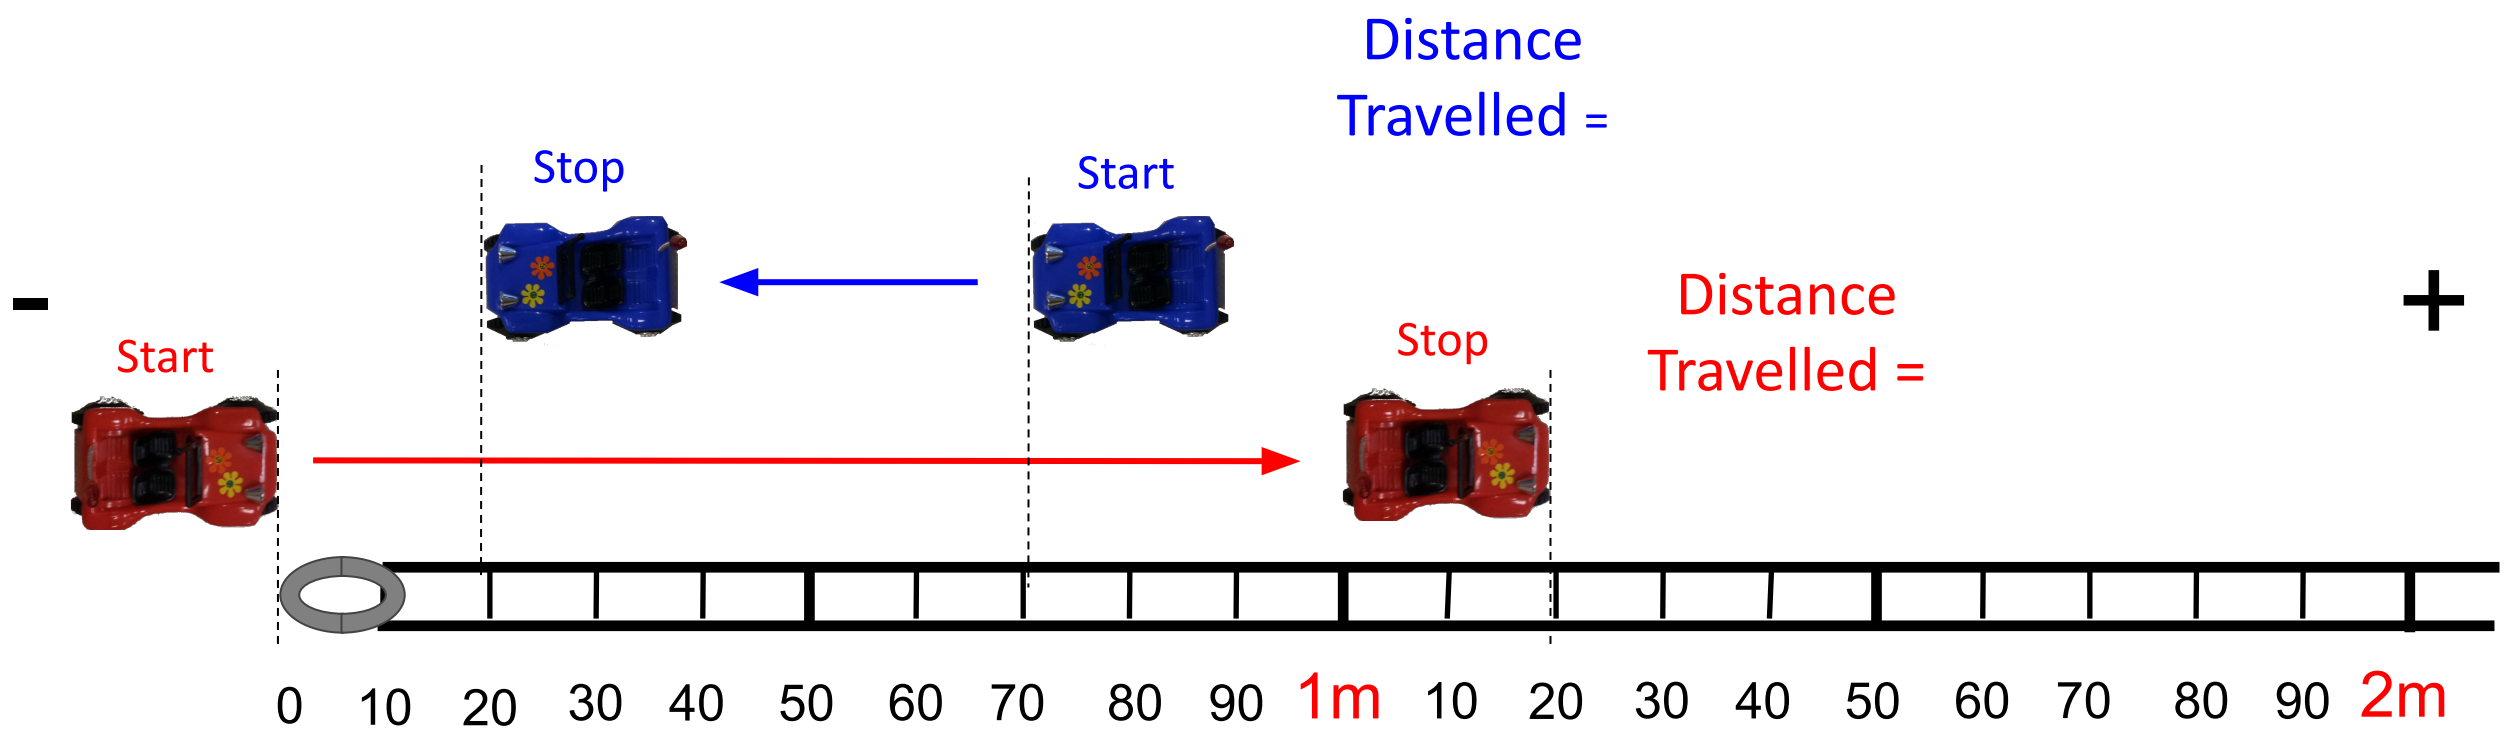 Distance
Travelled =
Stop
Start
Distance
Travelled =
-
+
Start
Stop
0 10 20 30 40 50 60 70 80 90 1m 10 20 30 40 50 60 70 80 90 2m